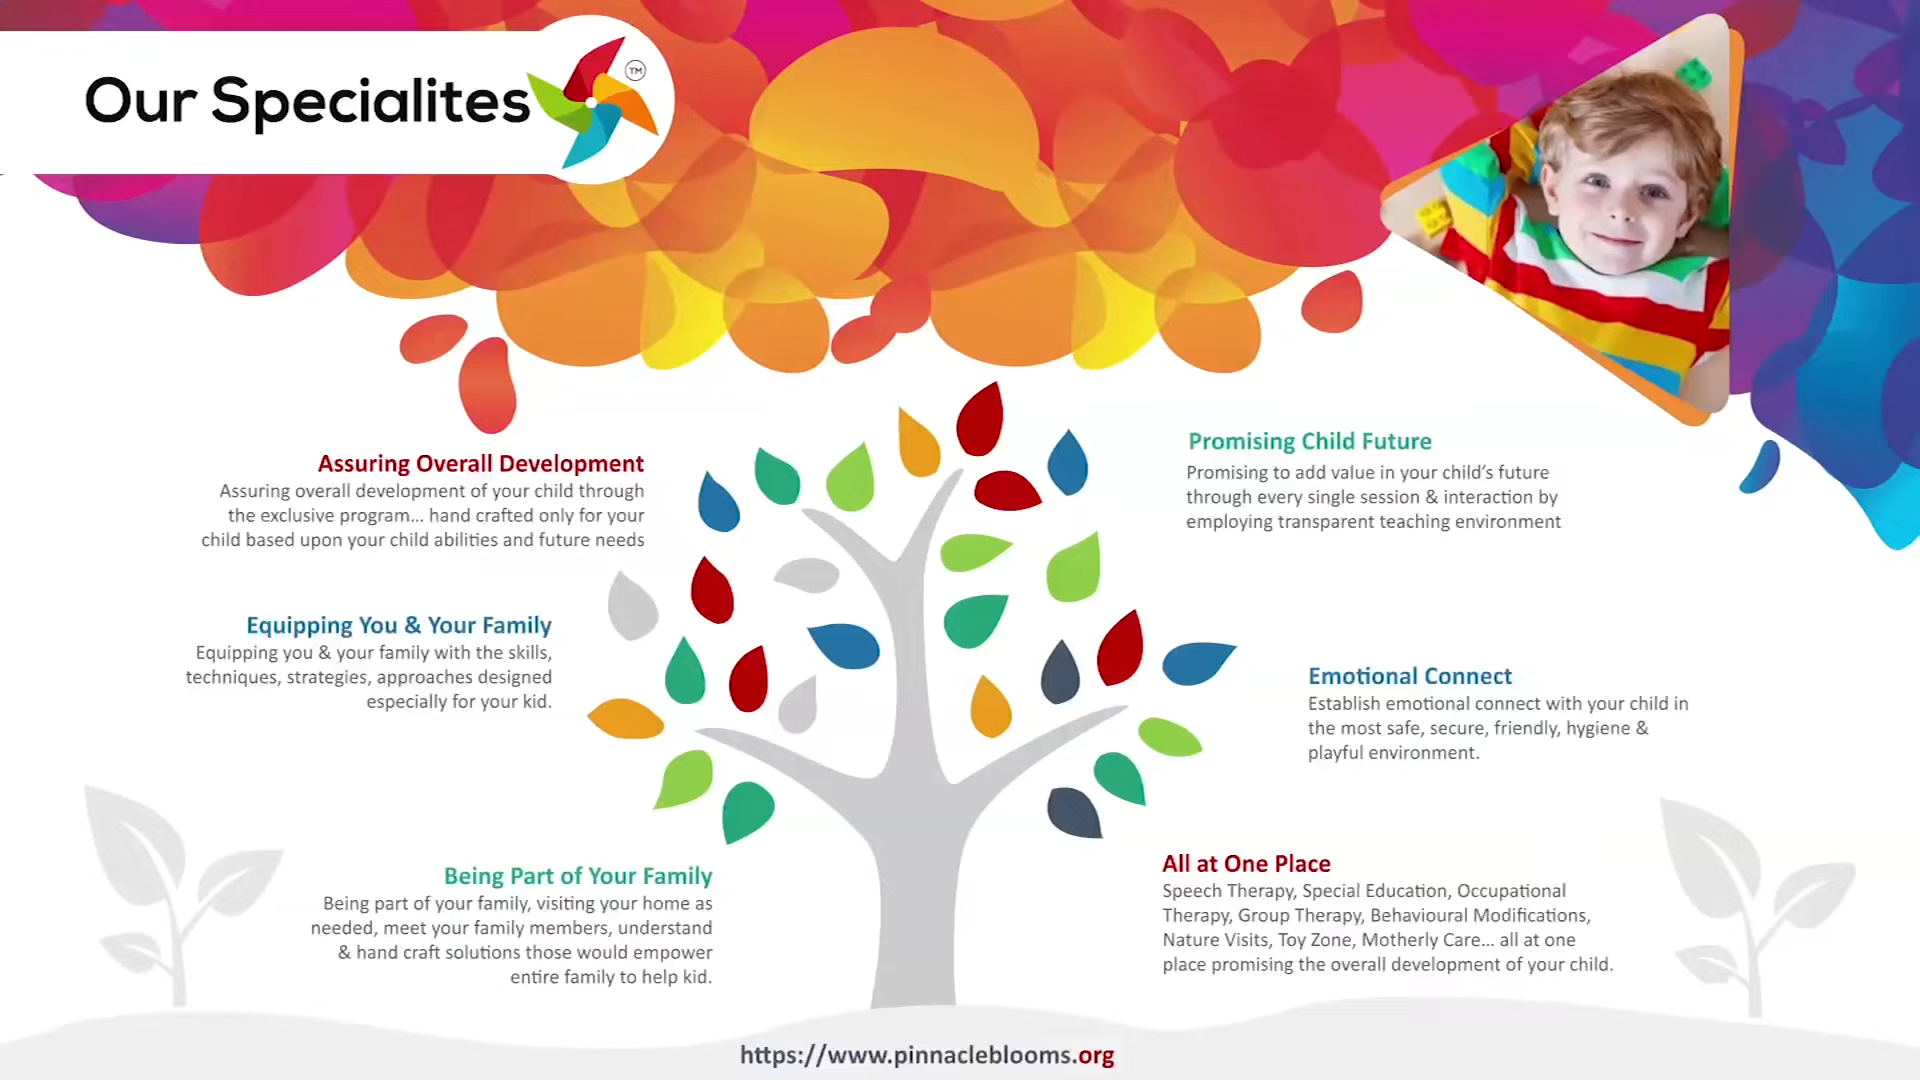 Our Specialites
TM
Assuring Overall Development
Assuring overall development of your child through
the exclusive program... hand crafted only for your
child based upon your child abilities and future needs
Equipping You & Your Family
Equipping you & your family with the skills,
techniques, strategies, approaches designed
especially for your kid.
Being Part of Your Family
Being part of your family, visiting your home as
needed, meet your family members, understand
& hand craft solutions those would empower
entire family to help kid.
Promising Child Future
Promising to add value in your child's future
through every single session & interaction by
employing transparent teaching environment
Emotional Connect
Establish emotional connect with your child in
the most safe, secure, friendly, hygiene &
playful environment.
All at One Place
Speech Therapy, Special Education, Occupational
Therapy, Group Therapy, Behavioural Modifications,
Nature Visits, Toy Zone, Motherly Care... all at one
place promising the overall development of your child.
https://www.pinnacleblooms.org